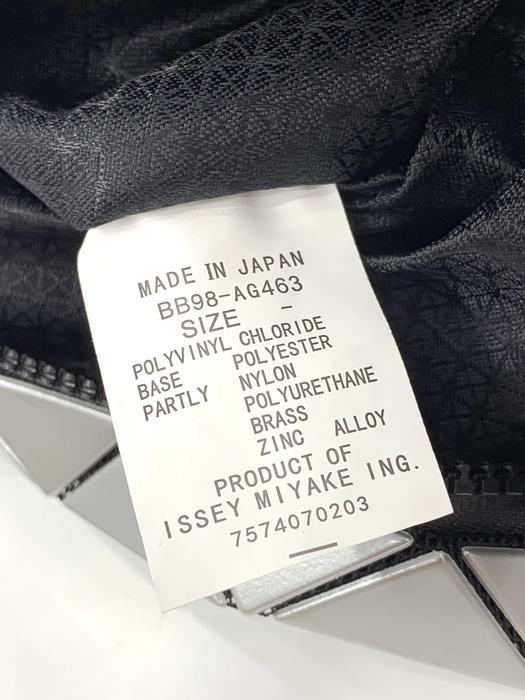 MADE IN JAPAN
BB98-AG463
SIZE -
POLYVINYL CHLORIDE
BASE POLYESTER
PARTLY NYLON
POLYURETHANE
BRASS
ZINC ALLOY
PRODUCT OF
ISSEY MIYAKE ING.
7574070203